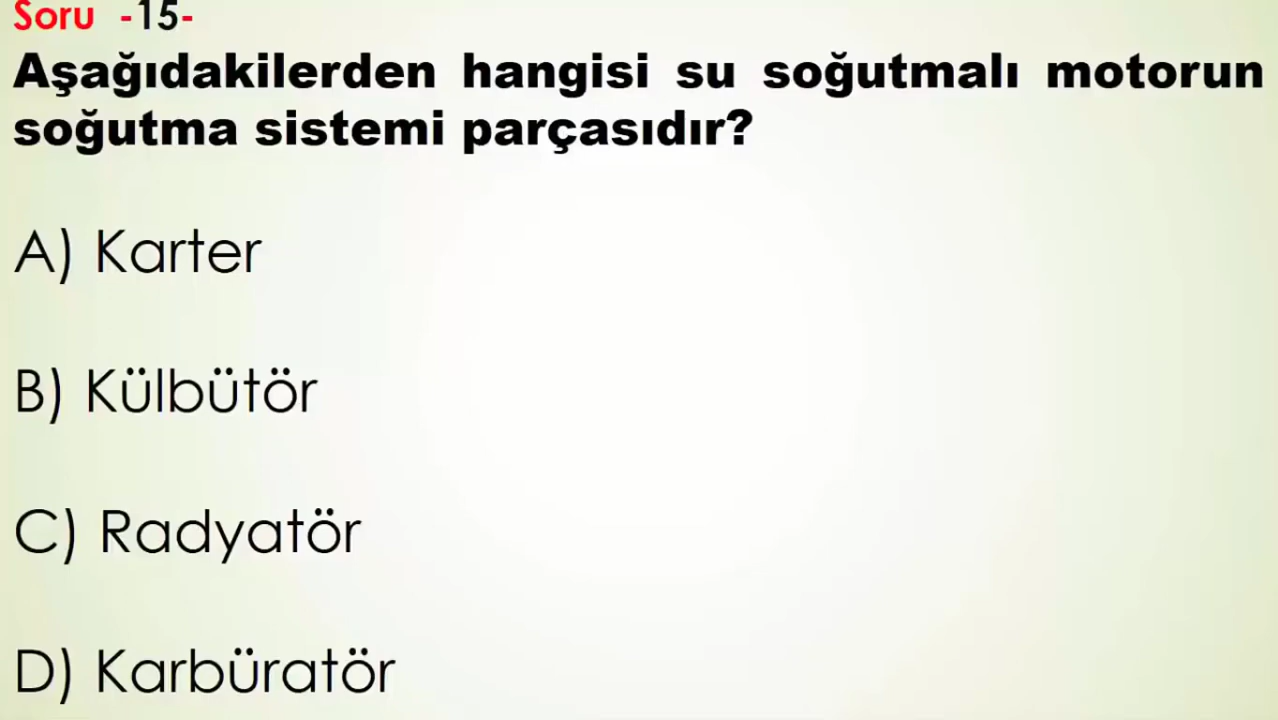 Soru -15-
Aşağıdakilerden hangisi su soğutmalı motorun
soğutma sistemi parçasıdır?
A) Karter
B) Külbütör
C) Radyatör
D) Karbüratör